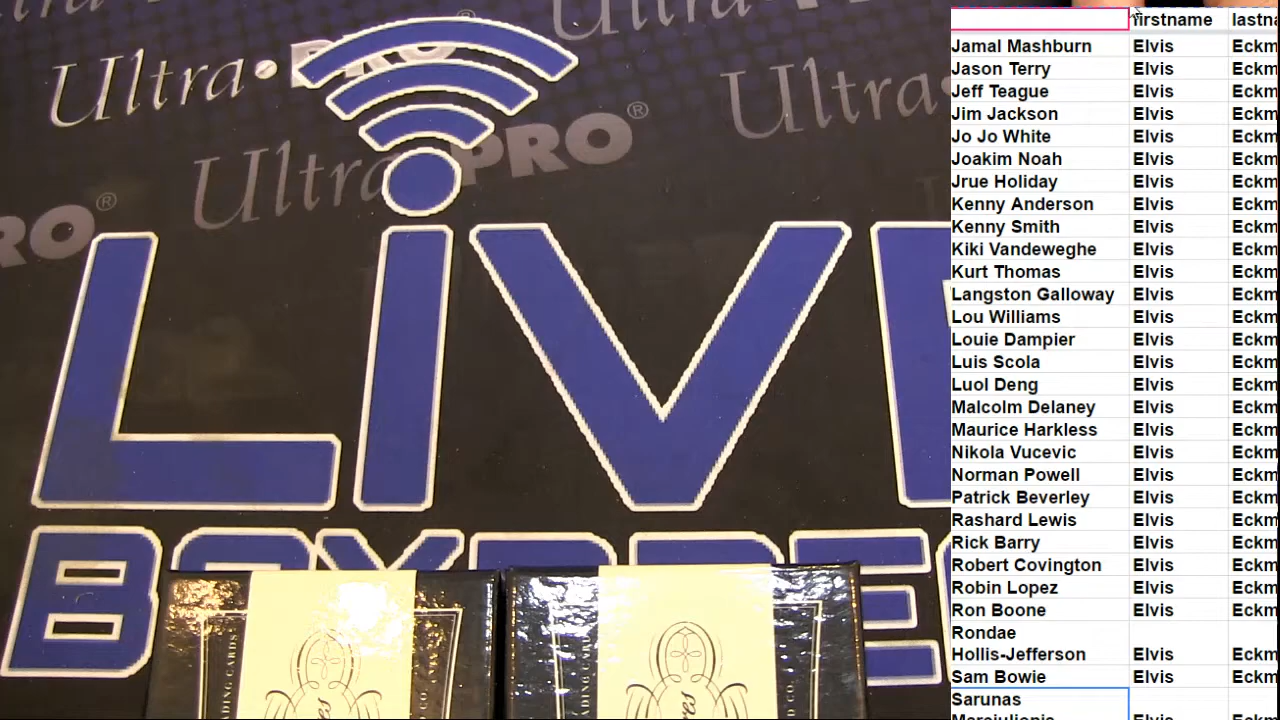 Ultra•PRO®
Ultra
Ultra PRO®
Ultra•
RO®
LiVE
firstname
Jamal Mashburn Elvis
Jason Terry Elvis
Jeff Teague Elvis
Jim Jackson Elvis
Jo Jo White Elvis
Joakim Noah Elvis
Jrue Holiday Elvis
Kenny Anderson Elvis
Kenny Smith Elvis
Kiki Vandeweghe Elvis
Kurt Thomas Elvis
Langston Galloway Elvis
Lou Williams Elvis
Louie Dampier Elvis
Luis Scola Elvis
Luol Deng Elvis
Malcolm Delaney Elvis
Maurice Harkless Elvis
Nikola Vucevic Elvis
Norman Powell Elvis
Patrick Beverley Elvis
Rashard Lewis Elvis
Rick Barry Elvis
Robert Covington Elvis
Robin Lopez Elvis
Ron Boone Elvis
Rondae
Hollis-Jefferson Elvis
Sam Bowie Elvis
Sarunas
Marciulionis Elvis